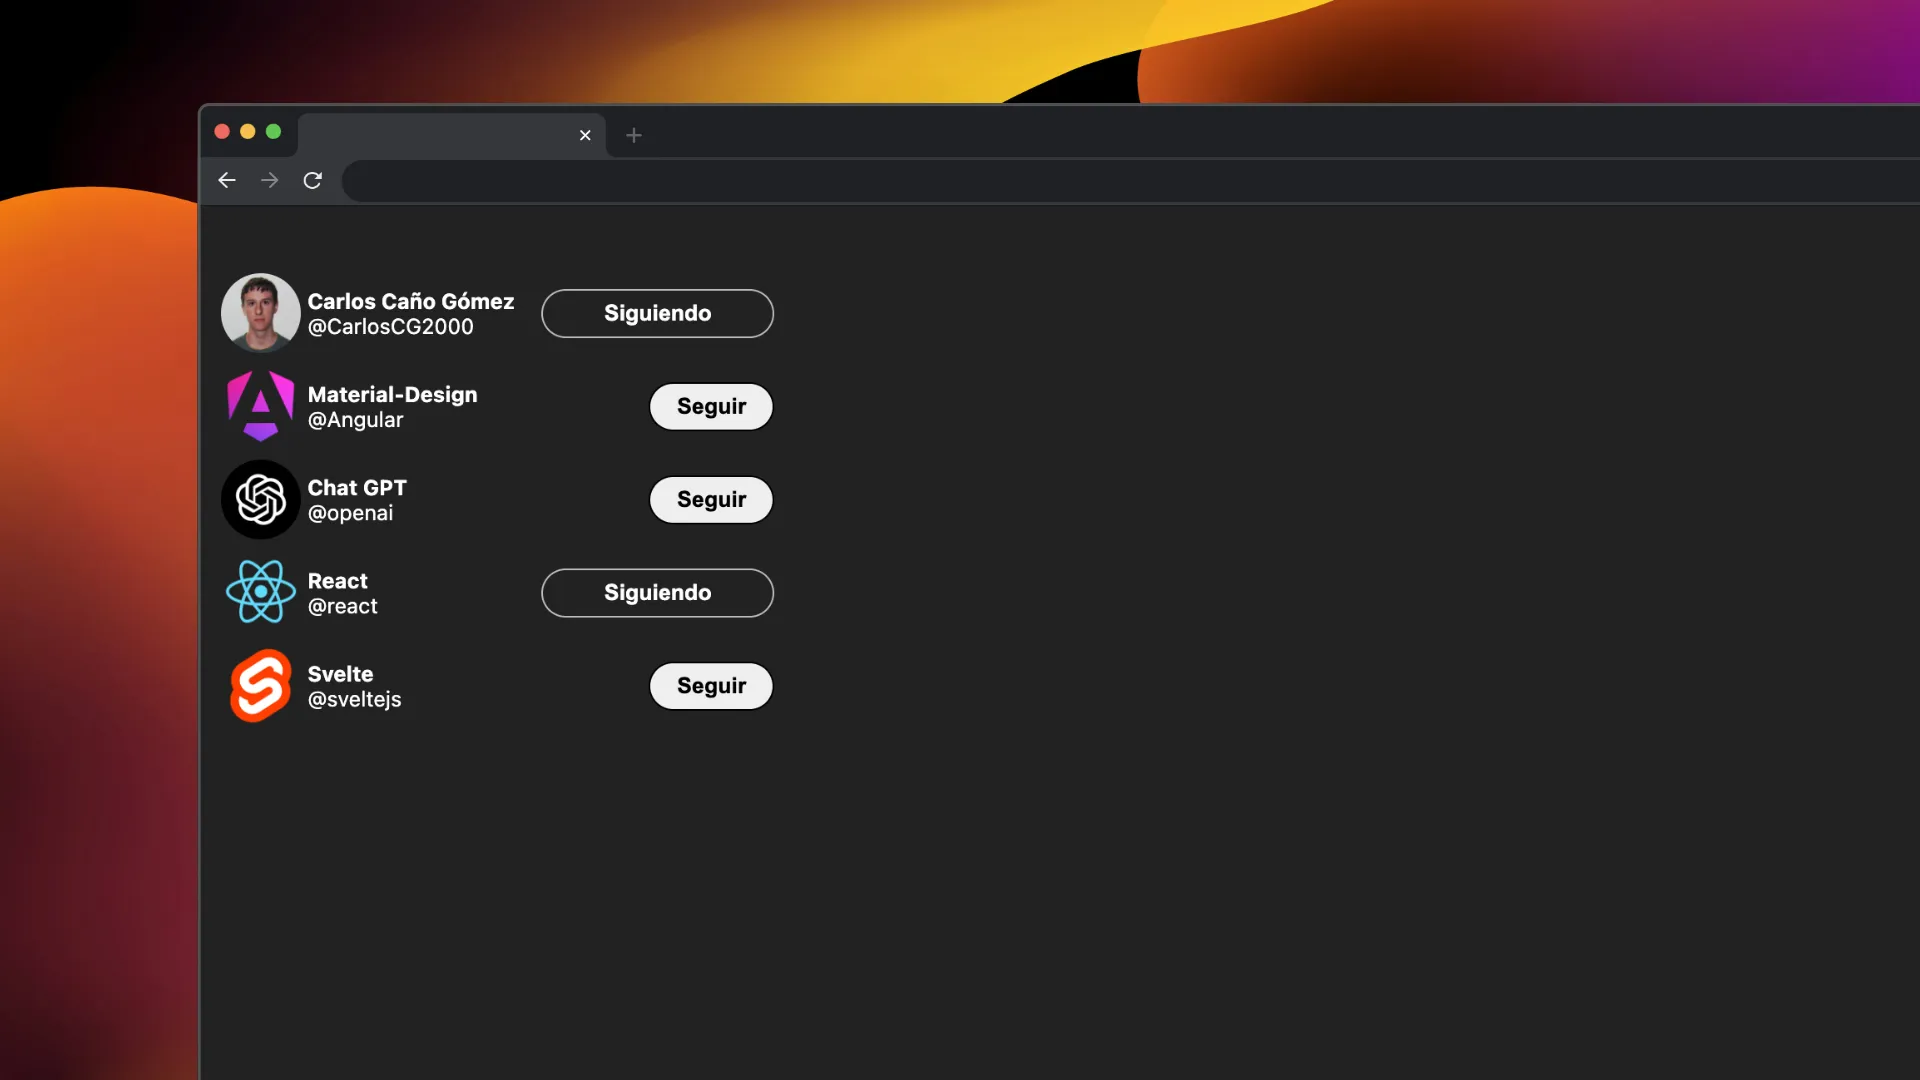 Carlos Caño Gómez
@CarlosCG2000
Siguiendo
Material-Design
@Angular
Seguir
Chat GPT
@openai
Seguir
React
@react
Siguiendo
Svelte
@sveltejs
Seguir